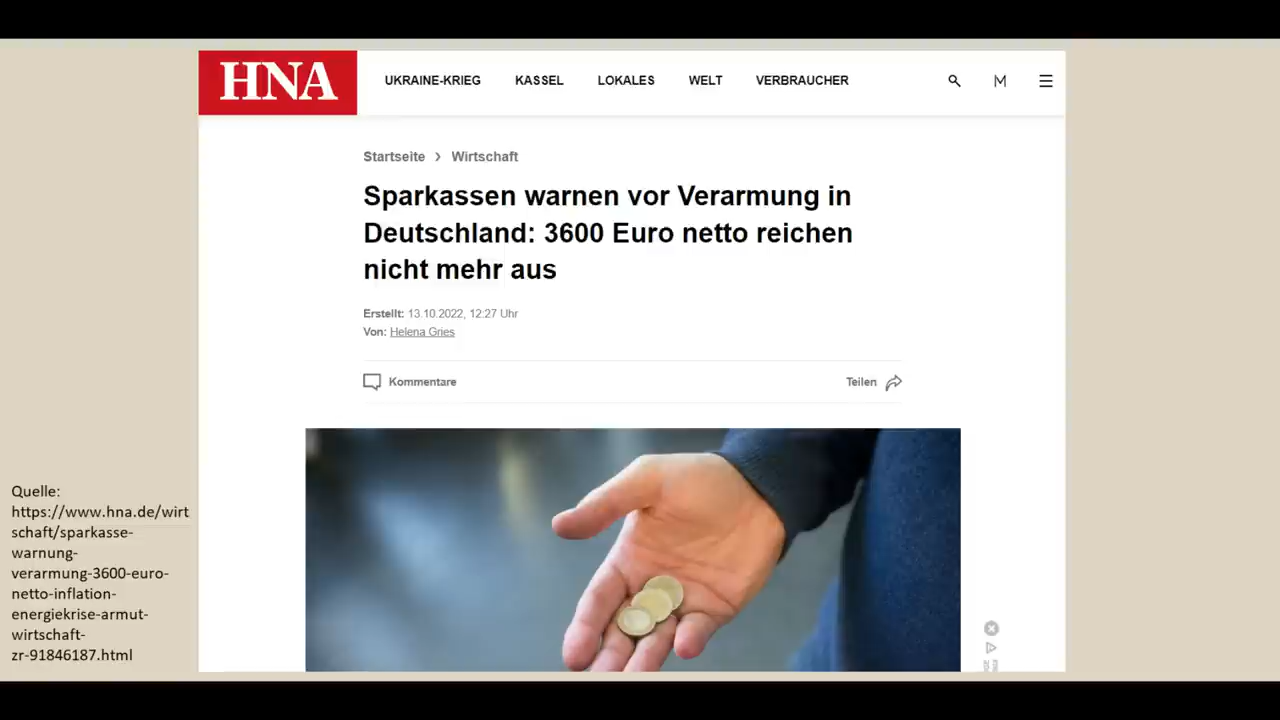 HNA
UKRAINE-KRIEG KASSEL LOKALES WELT VERBRAUCHER
Startseite › Wirtschaft
Sparkassen warnen vor Verarmung in
Deutschland: 3600 Euro netto reichen
nicht mehr aus
Erstellt: 13.10.2022, 12:27 Uhr
Von: Helena Gries
Kommentare
Teilen
Quelle:
https://www.hna.de/wirt
schaft/sparkasse-
warnung-
verarmung-3600-euro-
netto-inflation-
energiekrise-armut-
wirtschaft-
zr-91846187.html